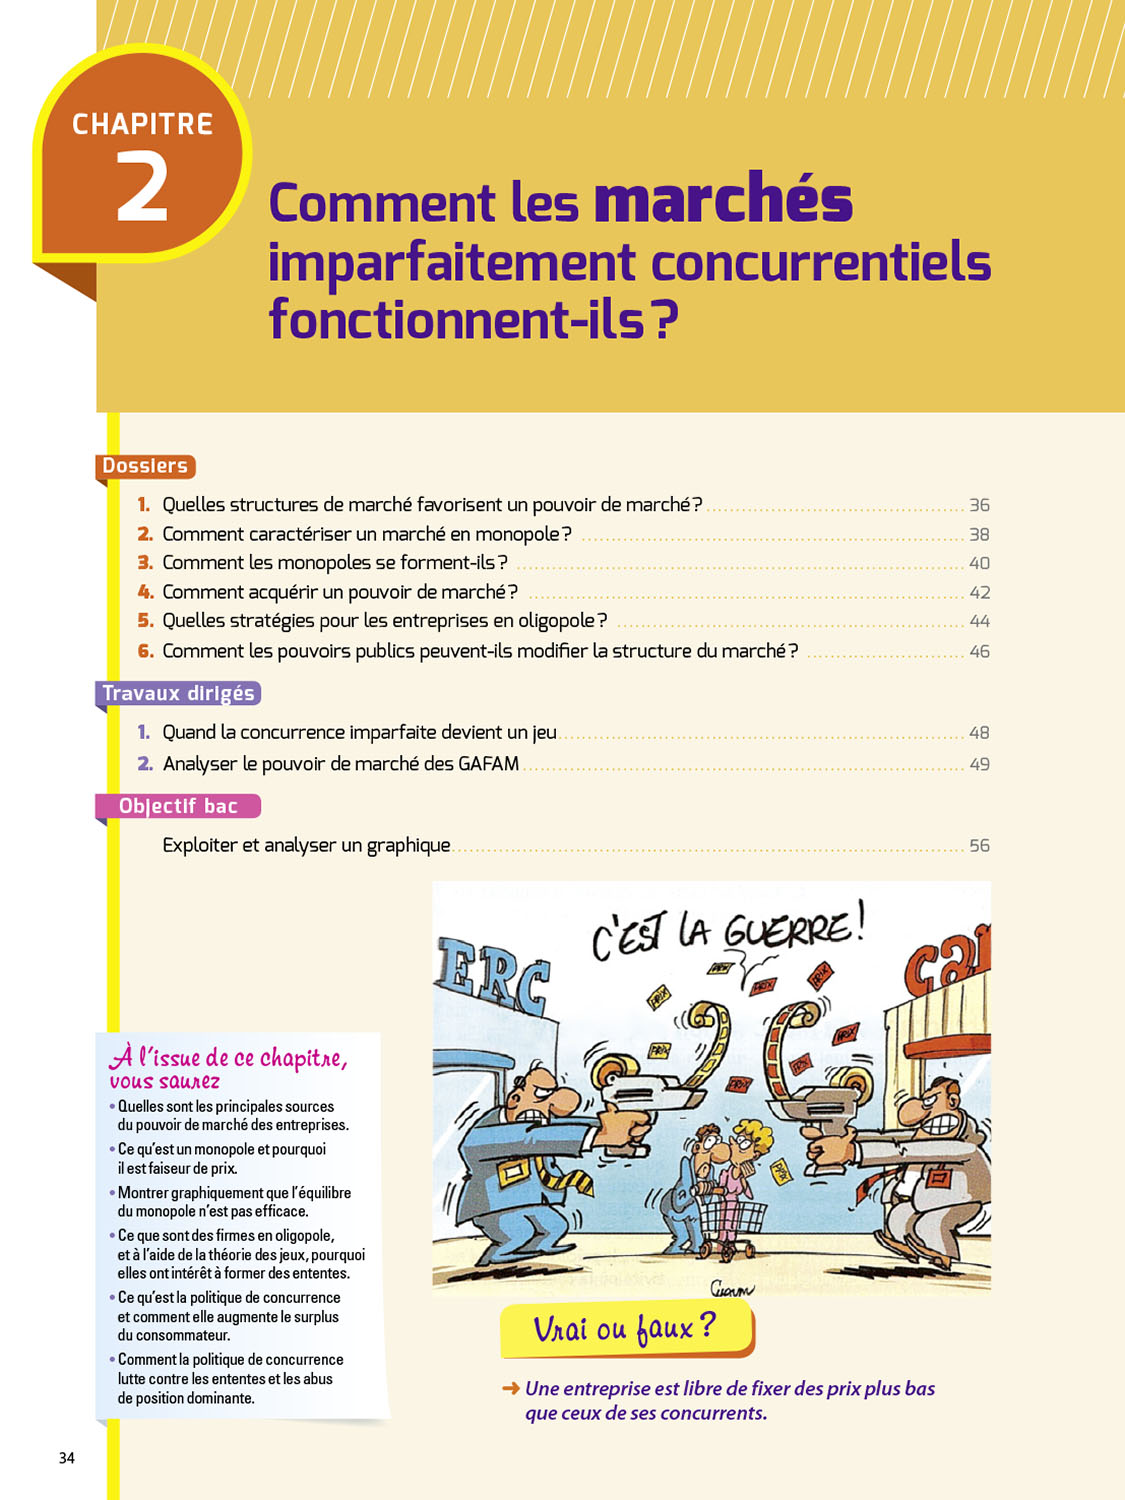 CHAPITRE
2
Comment les marchés
imparfaitement concurrentiels
fonctionnent-ils ?
Dossiers
1. Quelles structures de marché favorisent un pouvoir de marché ? 36
2. Comment caractériser un marché en monopole ? 38
3. Comment les monopoles se forment-ils ? 40
4. Comment acquérir un pouvoir de marché ? 42
5. Quelles stratégies pour les entreprises en oligopole ? 44
6. Comment les pouvoirs publics peuvent-ils modifier la structure du marché ? 46
Travaux dirigés
1. Quand la concurrence imparfaite devient un jeu 48
2. Analyser le pouvoir de marché des GAFAM 49
Objectif bac
Exploiter et analyser un graphique 56
C'EST LA GUERRE !
ERC
Car
PRIX
PRIX
PRIX
PRIX
PRIX
PRIX
PRIX
PRIX
PRIX
À l'issue de ce chapitre,
vous saurez
• Quelles sont les principales sources
du pouvoir de marché des entreprises.
• Ce qu'est un monopole et pourquoi
il est faiseur de prix.
• Montrer graphiquement que l'équilibre
du monopole n'est pas efficace.
• Ce que sont des firmes en oligopole,
et à l'aide de la théorie des jeux, pourquoi
elles ont intérêt à former des ententes.
• Ce qu'est la politique de concurrence
et comment elle augmente le surplus
du consommateur.
• Comment la politique de concurrence
lutte contre les ententes et les abus
de position dominante.
Vrai ou faux ?
➜ Une entreprise est libre de fixer des prix plus bas
que ceux de ses concurrents.
34